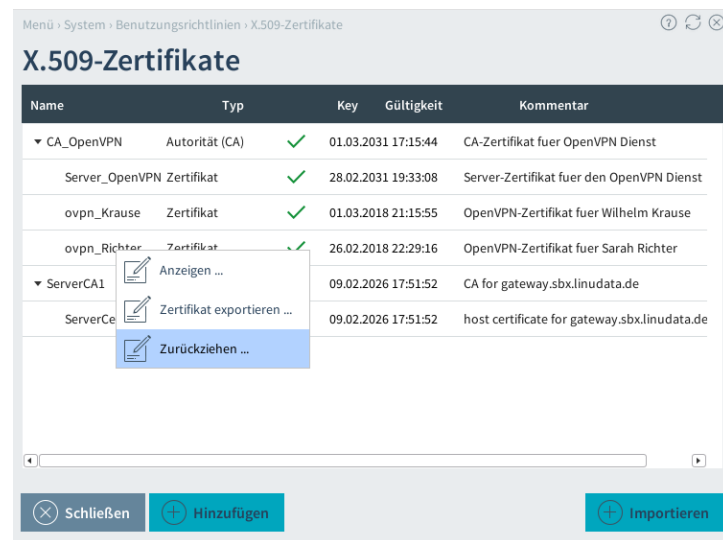 Menü › System › Benutzungsrichtlinien › X.509-Zertifikate
X.509-Zertifikate
Name Typ Key Gültigkeit Kommentar
CA_OpenVPN Autorität (CA) 01.03.2031 17:15:44 CA-Zertifikat fuer OpenVPN Dienst
Server_OpenVPN Zertifikat 28.02.2031 19:33:08 Server-Zertifikat fuer den OpenVPN Dienst
ovpn_Krause Zertifikat 01.03.2018 21:15:55 OpenVPN-Zertifikat fuer Wilhelm Krause
ovpn_Richter Zertifikat 26.02.2018 22:29:16 OpenVPN-Zertifikat fuer Sarah Richter
Anzeigen ...
ServerCA1 09.02.2026 17:51:52 CA for gateway.sbx.linudata.de
Zertifikat exportieren ...
ServerCe 09.02.2026 17:51:52 host certificate for gateway.sbx.linudata.de
Zurückziehen ...
Schließen Hinzufügen Importieren